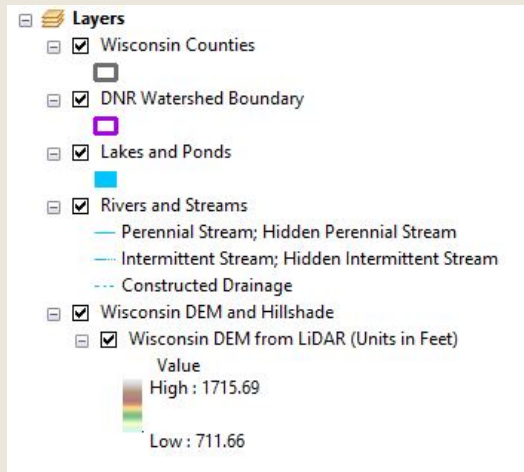 Layers
Wisconsin Counties
DNR Watershed Boundary
Lakes and Ponds
Rivers and Streams
Perennial Stream; Hidden Perennial Stream
Intermittent Stream; Hidden Intermittent Stream
Constructed Drainage
Wisconsin DEM and Hillshade
Wisconsin DEM from LiDAR (Units in Feet)
Value
High : 1715.69
Low : 711.66